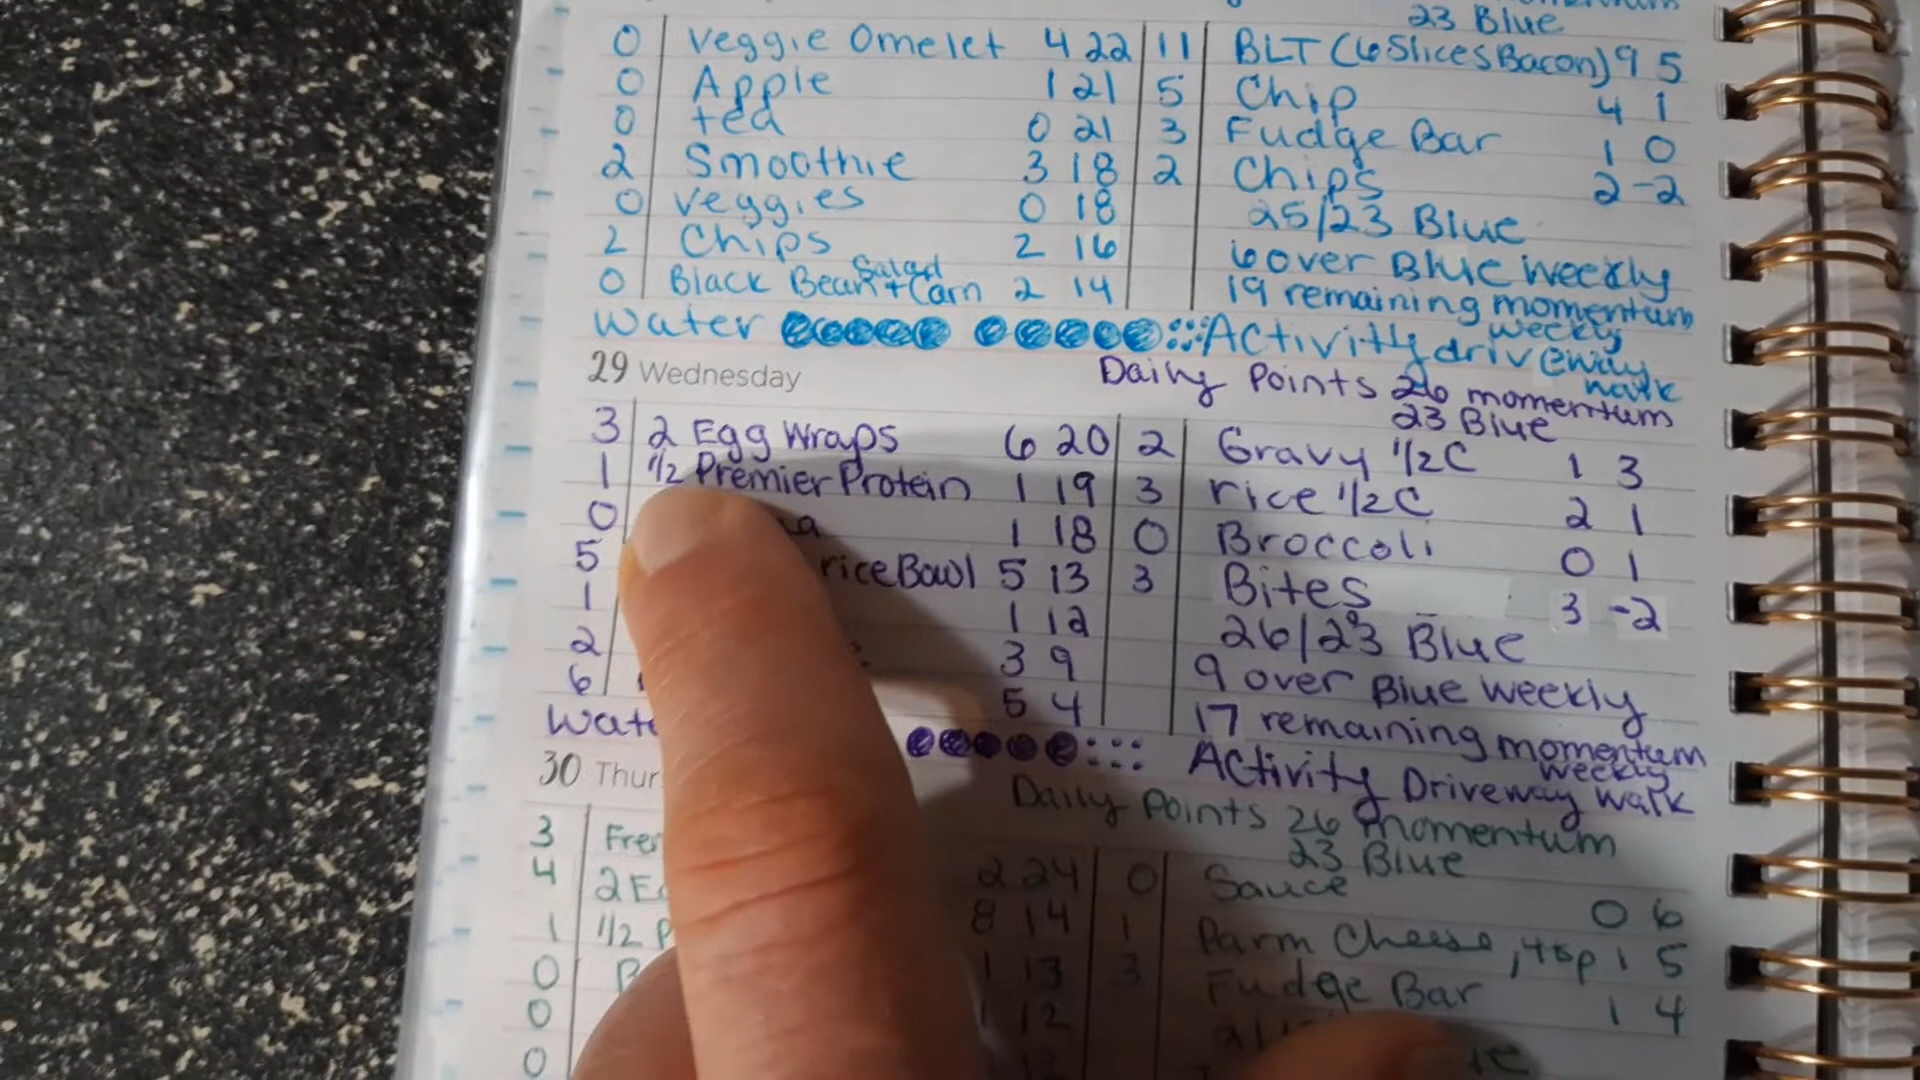 23 Blue
0 Veggie Omelet 4 22
0 Apple 1 21
0 tea 0 21
2 Smoothie 3 18
0 Veggies 0 18
2 Chips 2 16
0 Black Bean + Corn Salad 2 14
11 BLT (6 Slices Bacon) 9 5
5 Chip 4 1
3 Fudge Bar 1 0
2 Chips 2 -2
25/23 Blue
6 over Blue Weekly
19 remaining momentum
weekly
Water Activity driveway
walk
29 Wednesday
Daily Points 26 momentum
23 Blue
3 2 Egg Wraps 6 20
1 1/2 Premier Protein 1 19
0 1 18
5 rice Bowl 5 13
1 1 12
2 3 9
6 5 4
2 Gravy 1/2 C 1 3
3 rice 1/2 C 2 1
0 Broccoli 0 1
3 Bites 3 -2
26/23 Blue
9 over Blue Weekly
17 remaining momentum
weekly
Activity Driveway walk
30
Daily Points 26 momentum
23 Blue
3 2 24
4 8 14
1 1/2 1 13
0 1 12
0
0
0 Sauce 0 6
1 Parm Cheese, 1 tsp 1 5
3 Fudge Bar 1 4